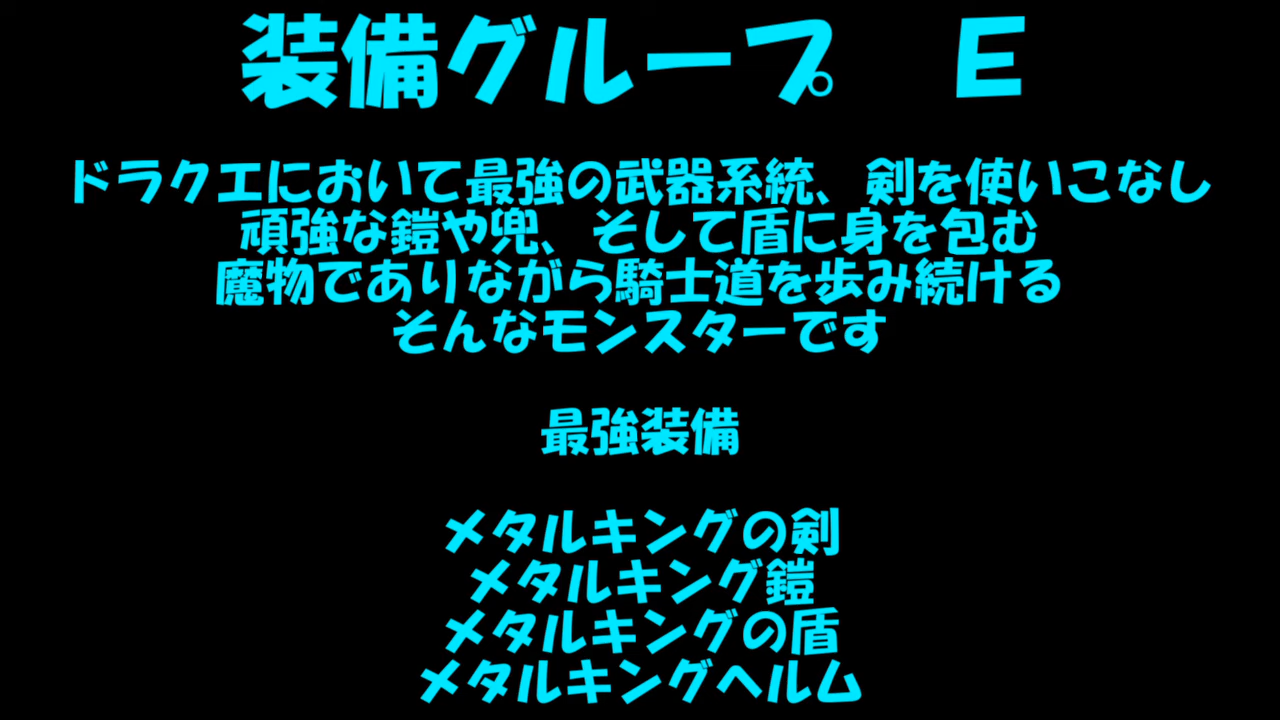 装備グループ　E
ドラクエにおいて最強の武器系統、剣を使いこなし
頑強な鎧や兜、そして盾に身を包む
魔物でありながら騎士道を歩み続ける
そんなモンスターです
最強装備
メタルキングの剣
メタルキング鎧
メタルキングの盾
メタルキングヘルム